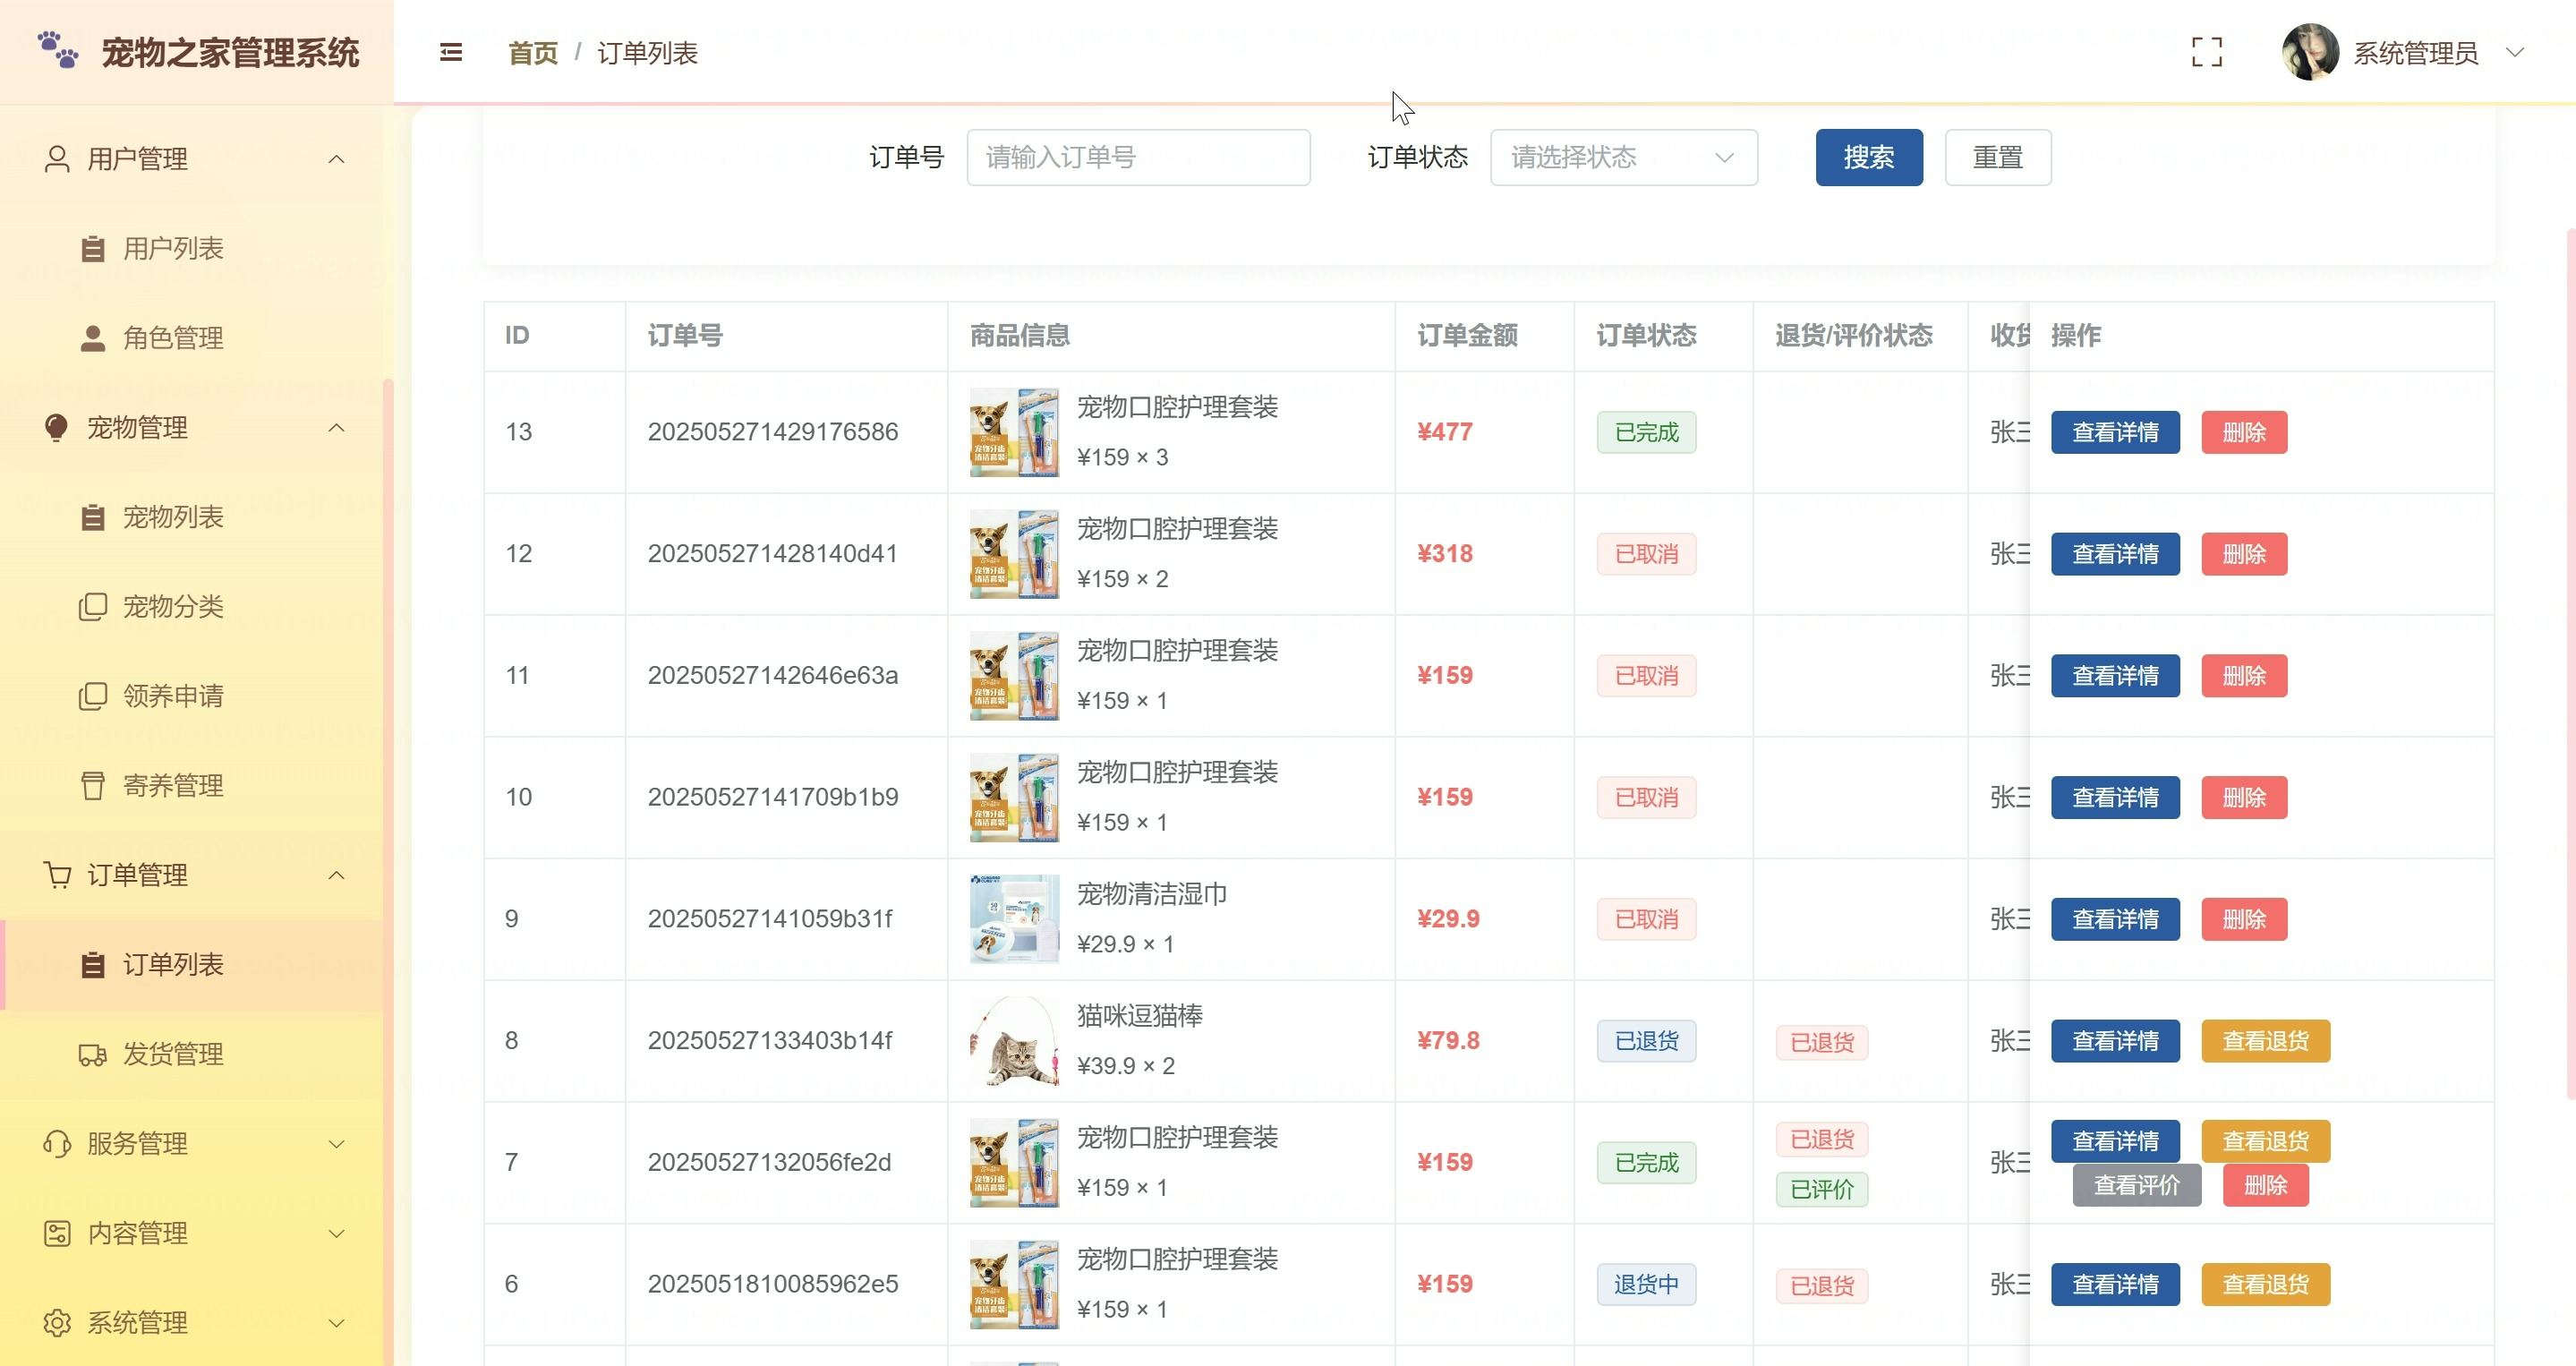 宠物之家管理系统
首页 / 订单列表
系统管理员
用户管理
用户列表
角色管理
宠物管理
宠物列表
宠物分类
领养申请
寄养管理
订单管理
订单列表
发货管理
服务管理
内容管理
系统管理
订单号 请输入订单号 订单状态 请选择状态 搜索 重置
ID 订单号 商品信息 订单金额 订单状态 退货/评价状态 收货 操作
13 202505271429176586 宠物口腔护理套装 ¥159 × 3 ¥477 已完成 张三 查看详情 删除
12 202505271428140d41 宠物口腔护理套装 ¥159 × 2 ¥318 已取消 张三 查看详情 删除
11 20250527142646e63a 宠物口腔护理套装 ¥159 × 1 ¥159 已取消 张三 查看详情 删除
10 20250527141709b1b9 宠物口腔护理套装 ¥159 × 1 ¥159 已取消 张三 查看详情 删除
9 20250527141059b31f 宠物清洁湿巾 ¥29.9 × 1 ¥29.9 已取消 张三 查看详情 删除
8 20250527133403b14f 猫咪逗猫棒 ¥39.9 × 2 ¥79.8 已退货 已退货 张三 查看详情 查看退货
7 20250527132056fe2d 宠物口腔护理套装 ¥159 × 1 ¥159 已完成 已退货 已评价 张三 查看详情 查看退货 查看评价 删除
6 2025051810085962e5 宠物口腔护理套装 ¥159 × 1 ¥159 退货中 已退货 张三 查看详情 查看退货